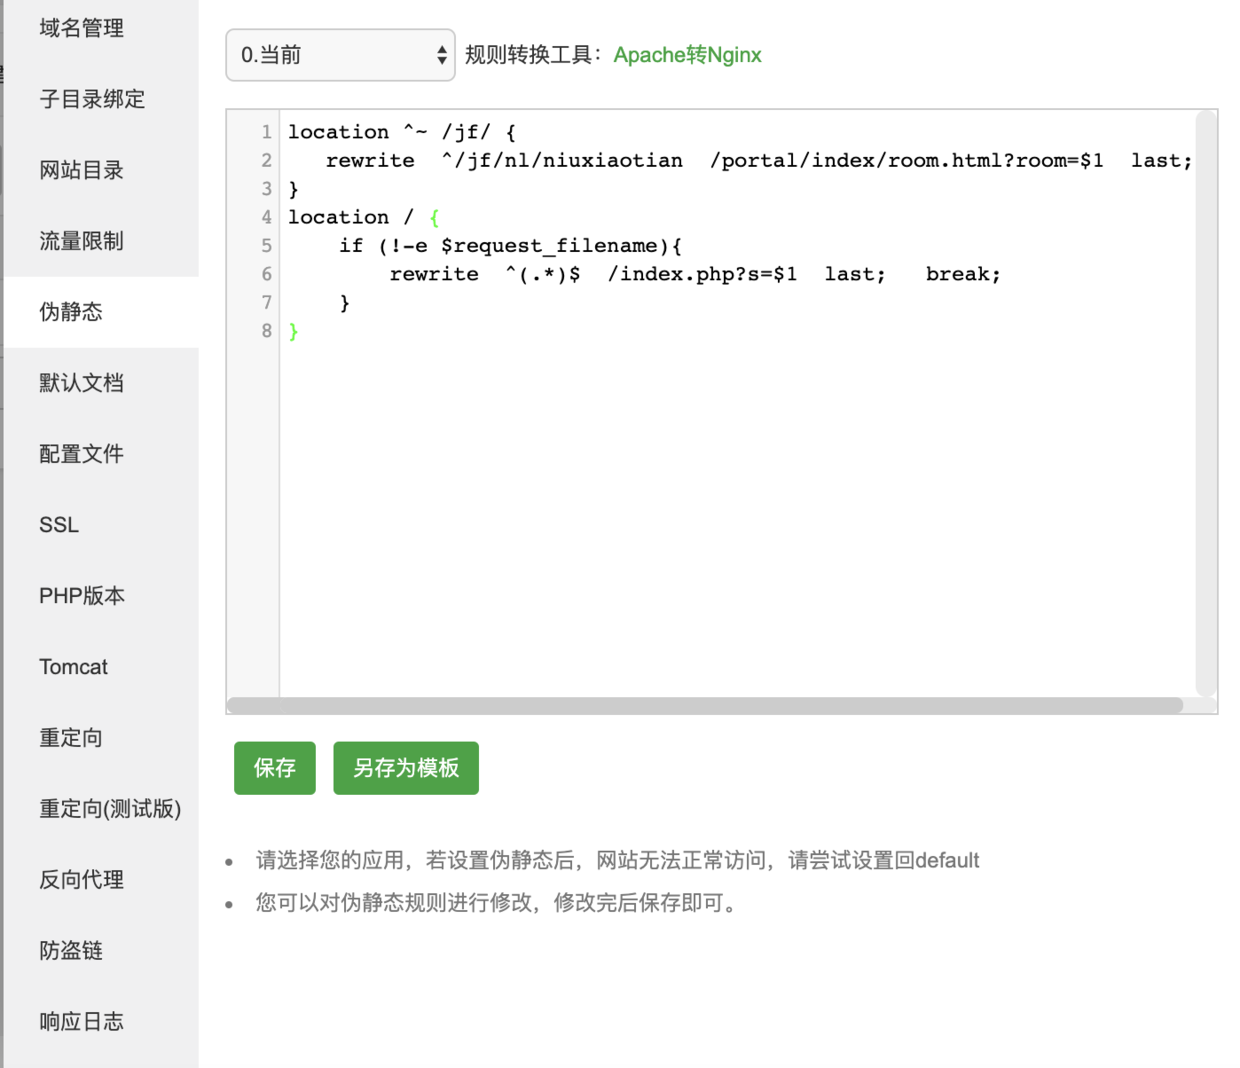 域名管理
子目录绑定
网站目录
流量限制
伪静态
默认文档
配置文件
SSL
PHP版本
Tomcat
重定向
重定向(测试版)
反向代理
防盗链
响应日志
0.当前
规则转换工具：Apache转Nginx
1 location ^~ /jf/ {
2    rewrite  ^/jf/nl/niuxiaotian  /portal/index/room.html?room=$1  last;
3 }
4 location / {
5     if (!-e $request_filename){
6         rewrite  ^(.*)$  /index.php?s=$1  last;   break;
7     }
8 }
保存 另存为模板
• 请选择您的应用，若设置伪静态后，网站无法正常访问，请尝试设置回default
• 您可以对伪静态规则进行修改，修改完后保存即可。